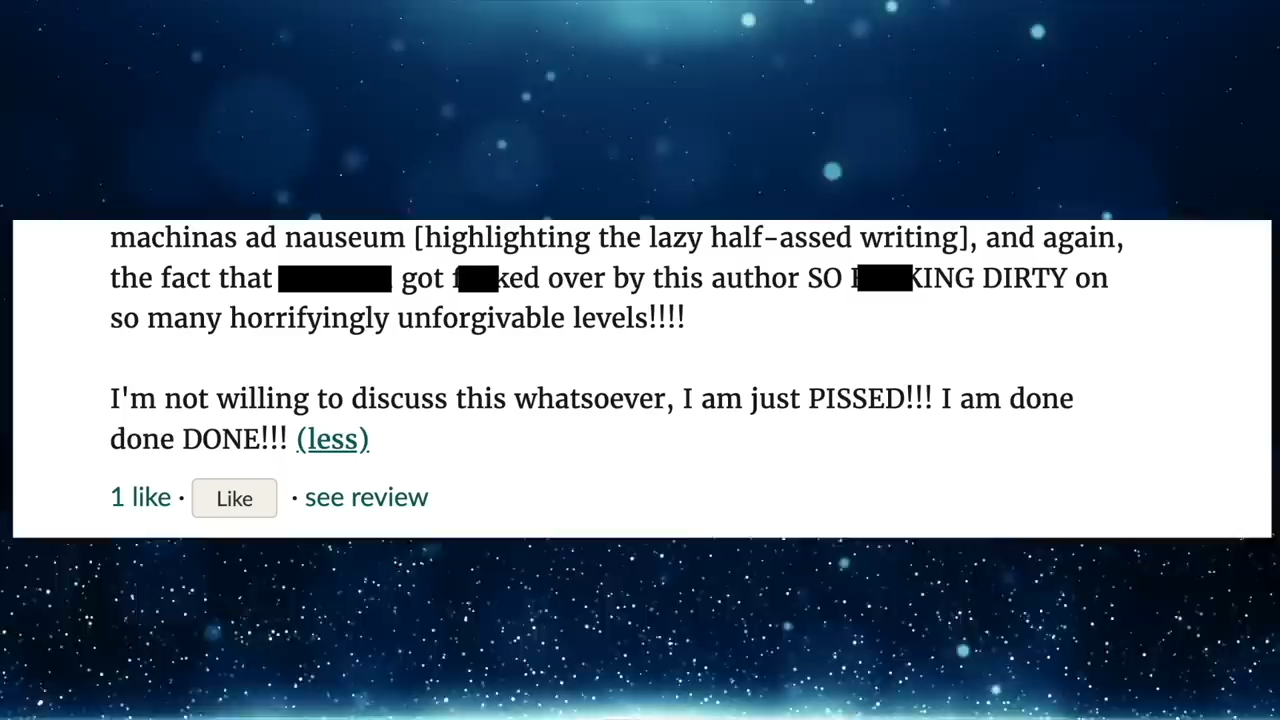 machinas ad nauseum [highlighting the lazy half-assed writing], and again,
the fact that got ked over by this author SO KING DIRTY on
so many horrifyingly unforgivable levels!!!!
I'm not willing to discuss this whatsoever, I am just PISSED!!! I am done
done DONE!!! (less)
1 like · Like · see review